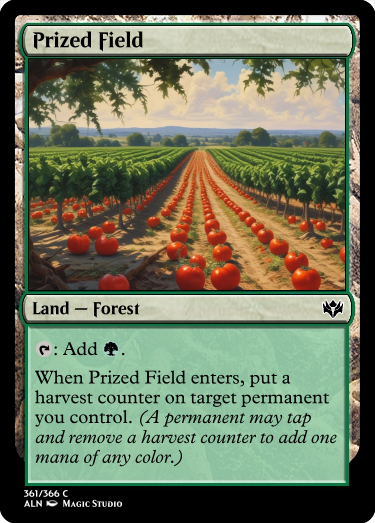 Prized Field
Land — Forest
: Add .
When Prized Field enters, put a
harvest counter on target permanent
you control. (A permanent may tap
and remove a harvest counter to add one
mana of any color.)
361/366 C
ALN Magic Studio